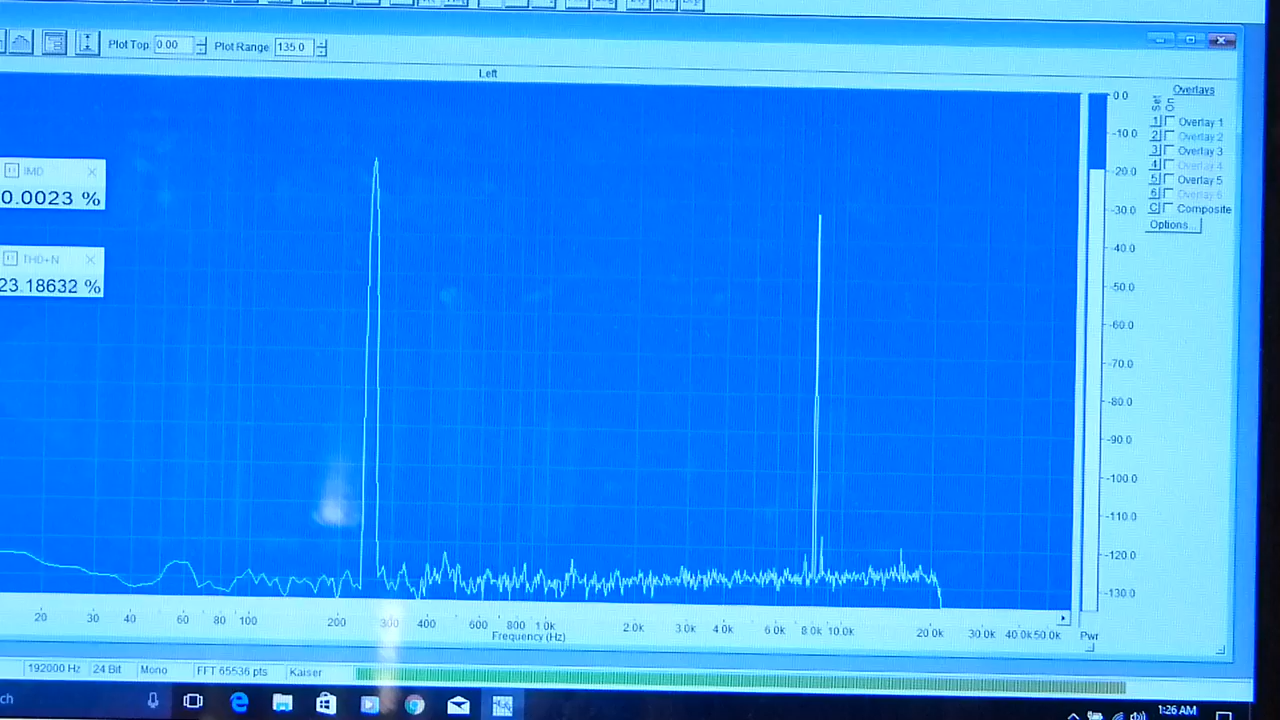 Plot Top: 0.00 Plot Range: 135.0
Left
Overlays
Set On
1 Overlay 1
2 Overlay 2
3 Overlay 3
4 Overlay 4
5 Overlay 5
6 Overlay 6
C Composite
Options...
IMD
0.0023 %
THD+N
23.18632 %
0.0
-10.0
-20.0
-30.0
-40.0
-50.0
-60.0
-70.0
-80.0
-90.0
-100.0
-110.0
-120.0
-130.0
20 30 40 60 80 100 200 300 400 600 800 1.0k 2.0k 3.0k 4.0k 6.0k 8.0k 10.0k 20.0k 30.0k 40.0k 50.0k Pwr
Frequency (Hz)
192000 Hz 24 Bit Mono FFT 65536 pts Kaiser
ch
1:26 AM